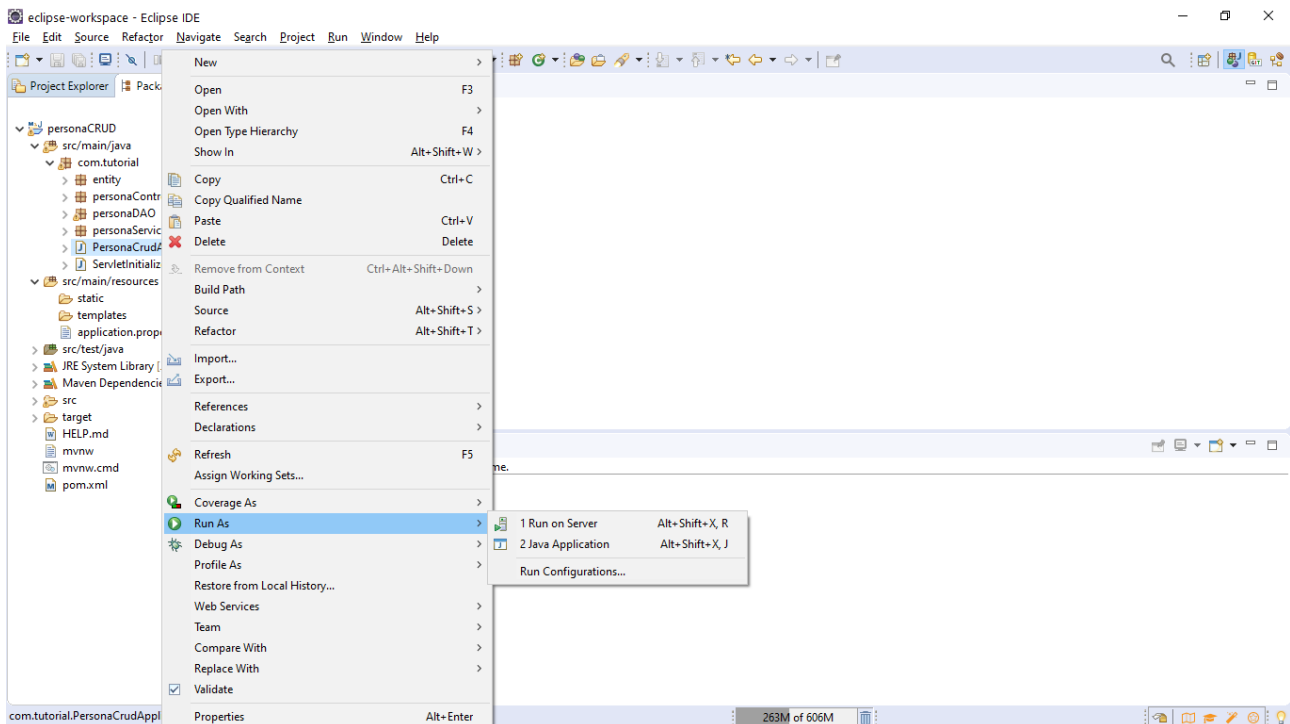 eclipse-workspace - Eclipse IDE
File Edit Source Refactor Navigate Search Project Run Window Help
Project Explorer Pack
personaCRUD
src/main/java
com.tutorial
entity
personaContr
personaDAO
personaServic
PersonaCrudA
ServletInitializ
src/main/resources
static
templates
application.prope
src/test/java
JRE System Library [
Maven Dependencie
src
target
HELP.md
mvnw
mvnw.cmd
pom.xml
New
Open F3
Open With
Open Type Hierarchy F4
Show In Alt+Shift+W
Copy Ctrl+C
Copy Qualified Name
Paste Ctrl+V
Delete Delete
Remove from Context Ctrl+Alt+Shift+Down
Build Path
Source Alt+Shift+S
Refactor Alt+Shift+T
Import...
Export...
References
Declarations
Refresh F5
Assign Working Sets...
Coverage As
Run As
Debug As
Profile As
Restore from Local History...
Web Services
Team
Compare With
Replace With
Validate
Properties Alt+Enter
1 Run on Server Alt+Shift+X, R
2 Java Application Alt+Shift+X, J
Run Configurations...
me.
com.tutorial.PersonaCrudAppl
263M of 606M